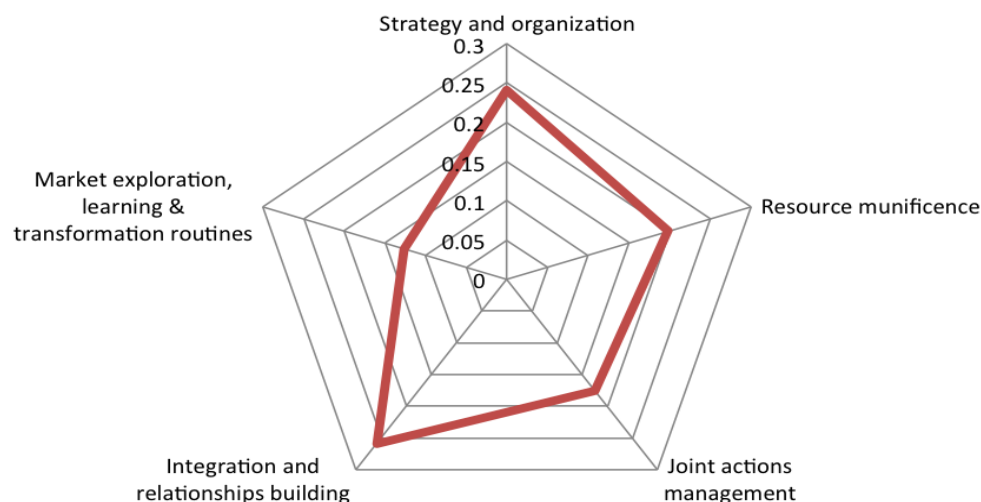 Strategy and organization
0.3
0.25
0.2
0.15
0.1
0.05
0
Market exploration,
learning &
transformation routines
Resource munificence
Integration and
relationships building
Joint actions
management